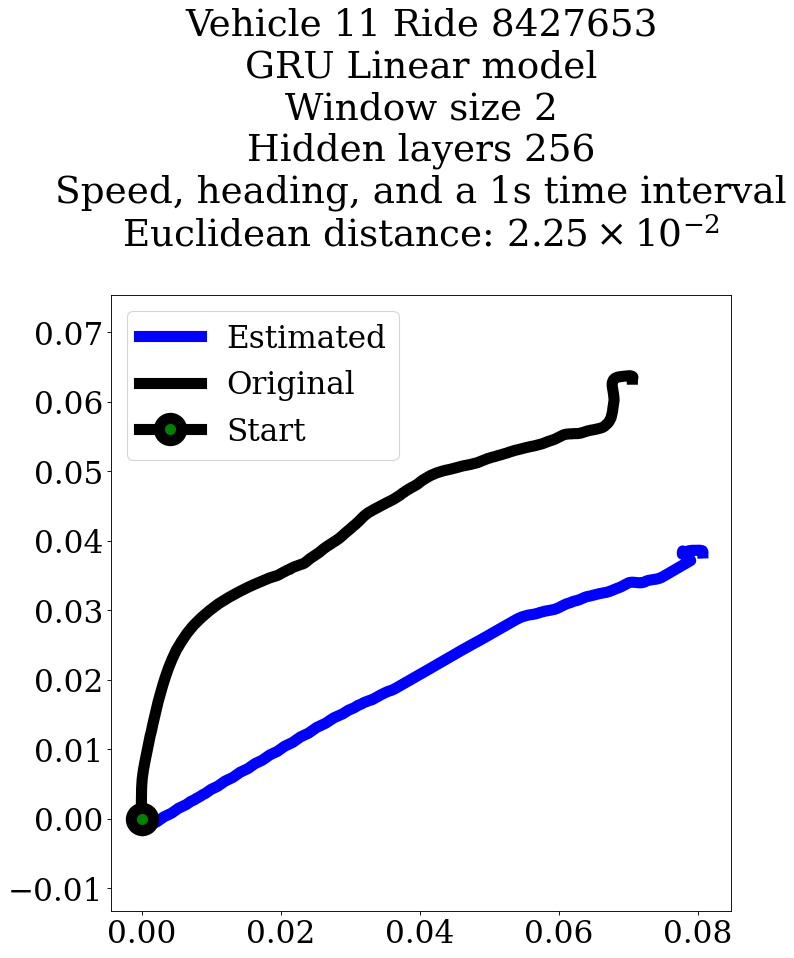 Vehicle 11 Ride 8427653
GRU Linear model
Window size 2
Hidden layers 256
Speed, heading, and a 1s time interval
Euclidean distance: 2.25 × 10⁻²
Estimated
Original
Start
0.07
0.06
0.05
0.04
0.03
0.02
0.01
0.00
−0.01
0.00 0.02 0.04 0.06 0.08